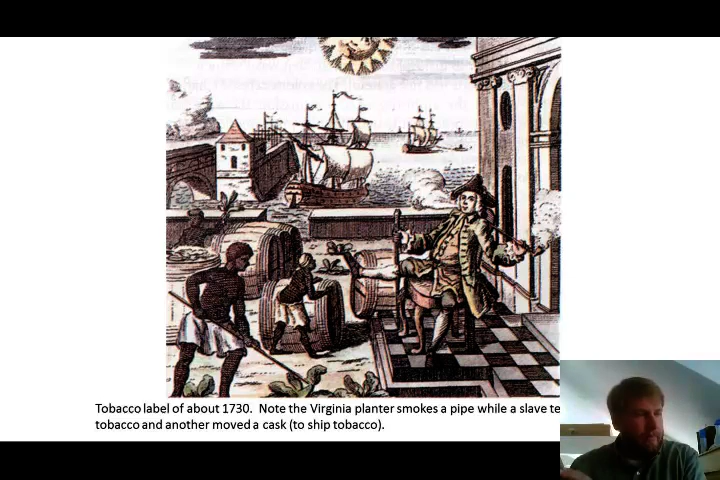 Tobacco label of about 1730. Note the Virginia planter smokes a pipe while a slave te
tobacco and another moved a cask (to ship tobacco).